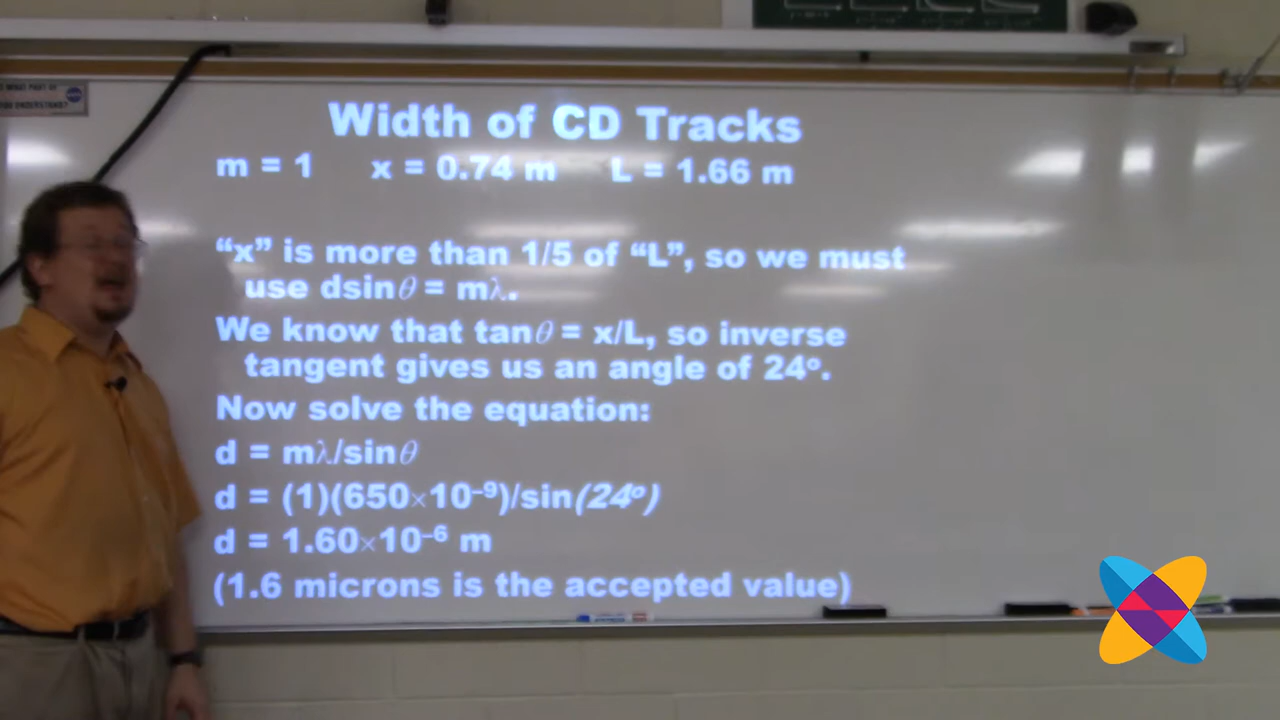 Width of CD Tracks
m = 1 x = 0.74 m L = 1.66 m
“x” is more than 1/5 of “L”, so we must
use dsinθ = mλ.
We know that tanθ = x/L, so inverse
tangent gives us an angle of 24°.
Now solve the equation:
d = mλ/sinθ
d = (1)(650×10⁻⁹)/sin(24°)
d = 1.60×10⁻⁶ m
(1.6 microns is the accepted value)